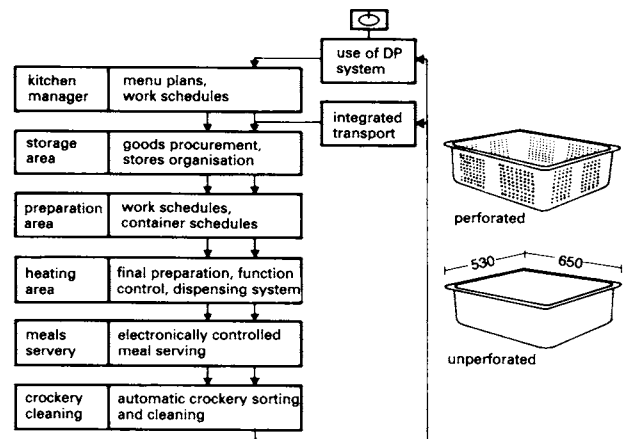 use of DP
system
kitchen
manager
menu plans,
work schedules
integrated
transport
storage
area
goods procurement,
stores organisation
preparation
area
work schedules,
container schedules
heating
area
final preparation, function
control, dispensing system
meals
servery
electronically controlled
meal serving
crockery
cleaning
automatic crockery sorting
and cleaning
perforated
530
650
unperforated